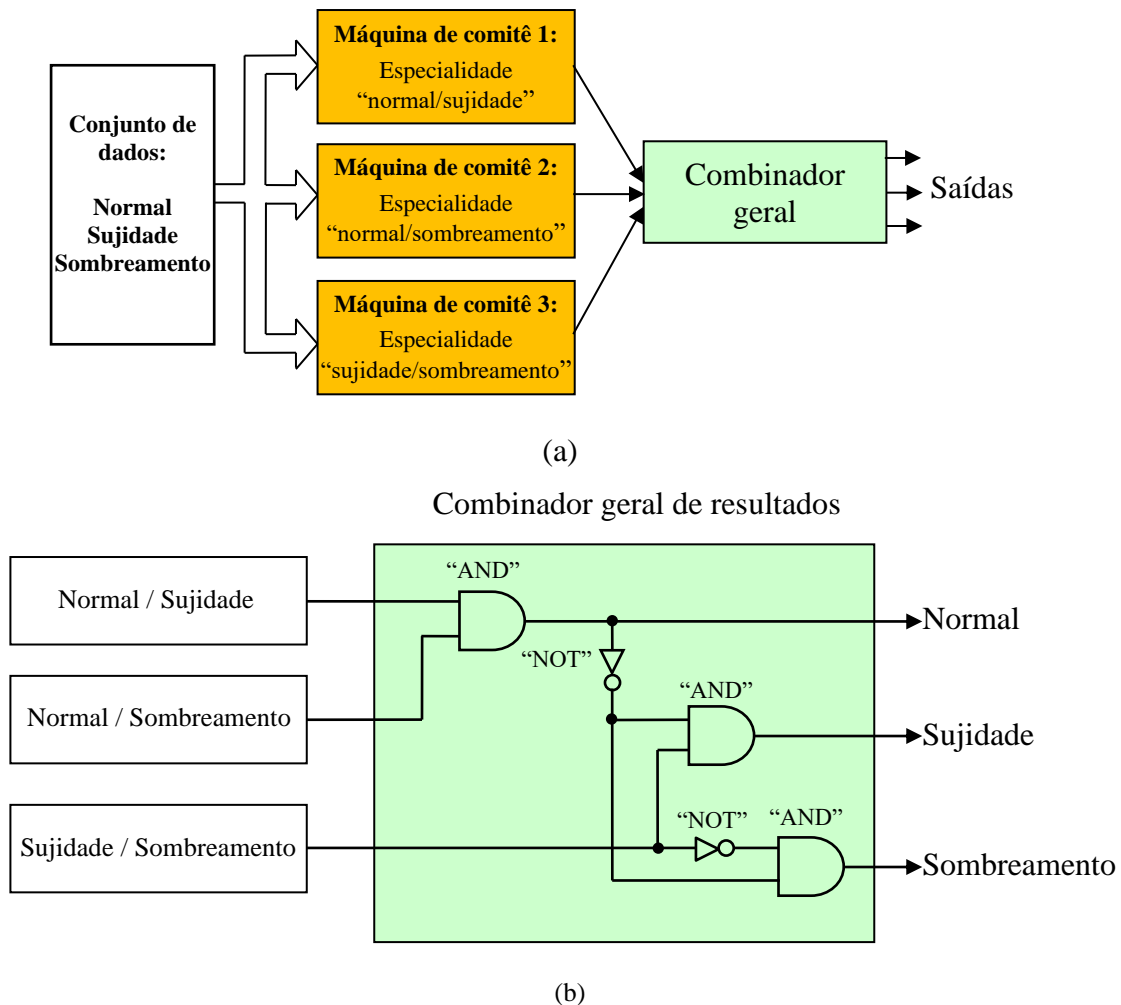 Conjunto de
dados:
Normal
Sujidade
Sombreamento
Máquina de comitê 1:
Especialidade
“normal/sujidade”
Máquina de comitê 2:
Especialidade
“normal/sombreamento”
Máquina de comitê 3:
Especialidade
“sujidade/sombreamento”
Combinador
geral
Saídas
(a)
Combinador geral de resultados
Normal / Sujidade
Normal / Sombreamento
Sujidade / Sombreamento
“AND”
“NOT”
“AND”
“NOT”
“AND”
Normal
Sujidade
Sombreamento
(b)